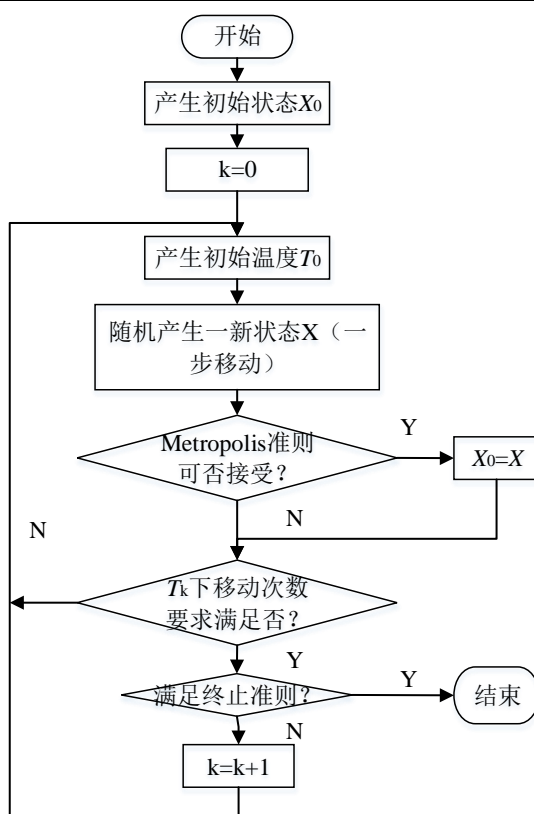 开始
产生初始状态X0
k=0
产生初始温度T0
随机产生一新状态X（一
步移动）
Metropolis准则
可否接受？
Y
X0=X
N
N
Tk下移动次数
要求满足否？
Y
满足终止准则？
Y
结束
N
k=k+1